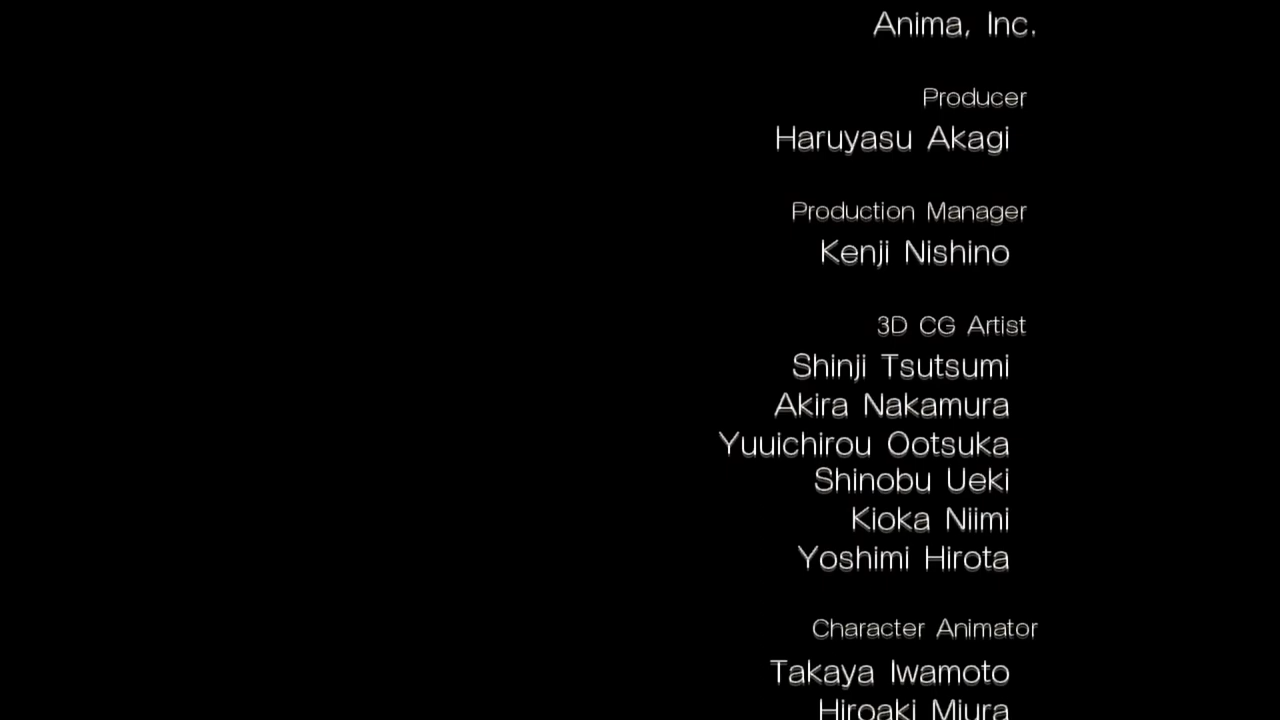 Anima, Inc.
Producer
Haruyasu Akagi
Production Manager
Kenji Nishino
3D CG Artist
Shinji Tsutsumi
Akira Nakamura
Yuuichirou Ootsuka
Shinobu Ueki
Kioka Niimi
Yoshimi Hirota
Character Animator
Takaya Iwamoto
Hiroaki Miura